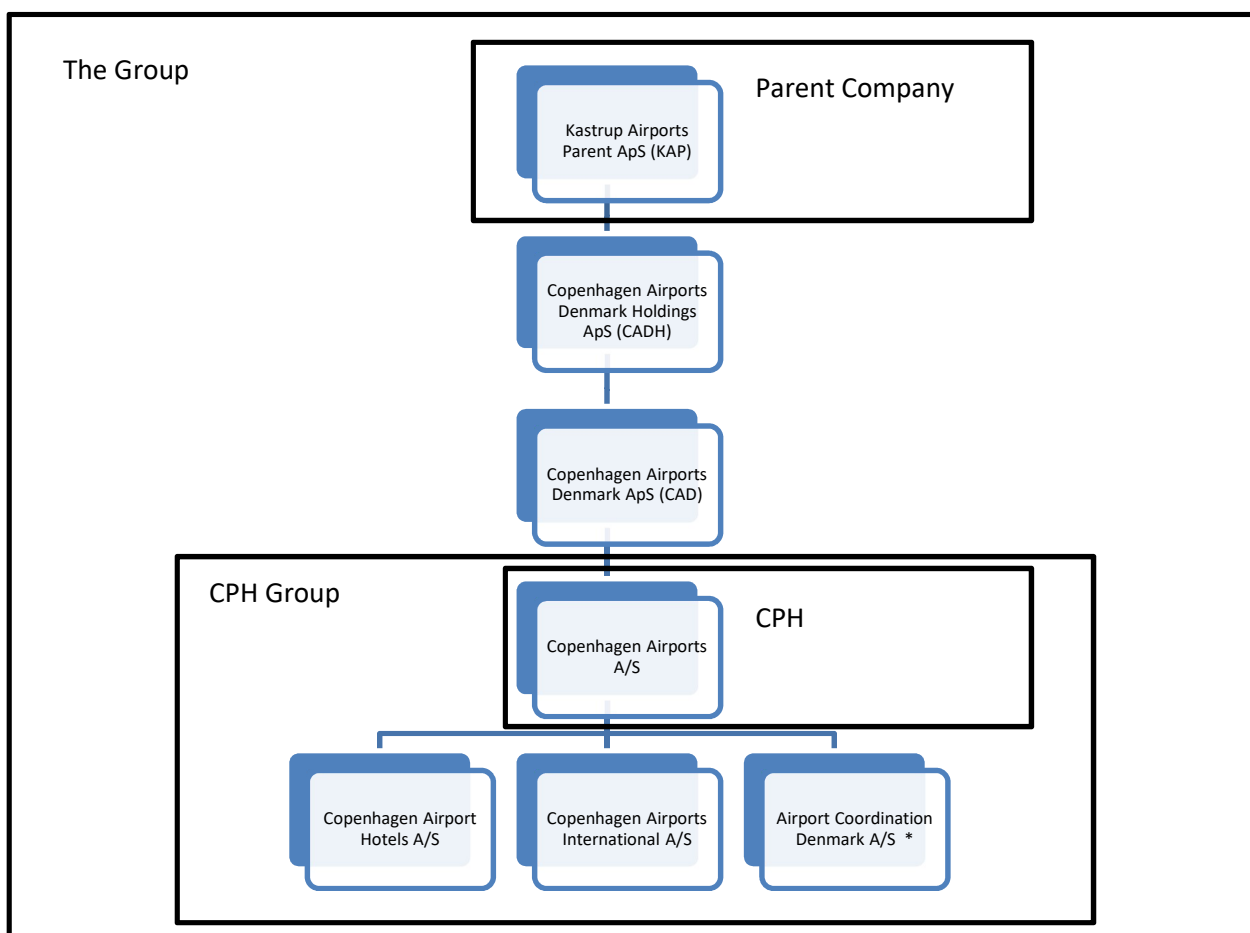 The Group
Parent Company
Kastrup Airports
Parent ApS (KAP)
Copenhagen Airports
Denmark Holdings
ApS (CADH)
Copenhagen Airports
Denmark ApS (CAD)
CPH Group
CPH
Copenhagen Airports
A/S
Copenhagen Airport
Hotels A/S
Copenhagen Airports
International A/S
Airport Coordination
Denmark A/S *